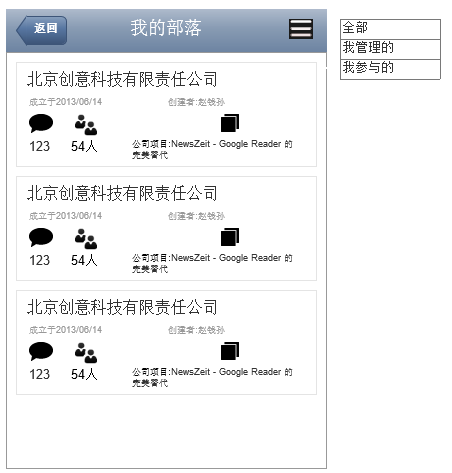 返回
我的部落
全部
我管理的
我参与的
北京创意科技有限责任公司
成立于2013/06/14 创建者:赵钱孙
123 54人 公司项目:NewsZeit - Google Reader 的
完美替代
北京创意科技有限责任公司
成立于2013/06/14 创建者:赵钱孙
123 54人 公司项目:NewsZeit - Google Reader 的
完美替代
北京创意科技有限责任公司
成立于2013/06/14 创建者:赵钱孙
123 54人 公司项目:NewsZeit - Google Reader 的
完美替代